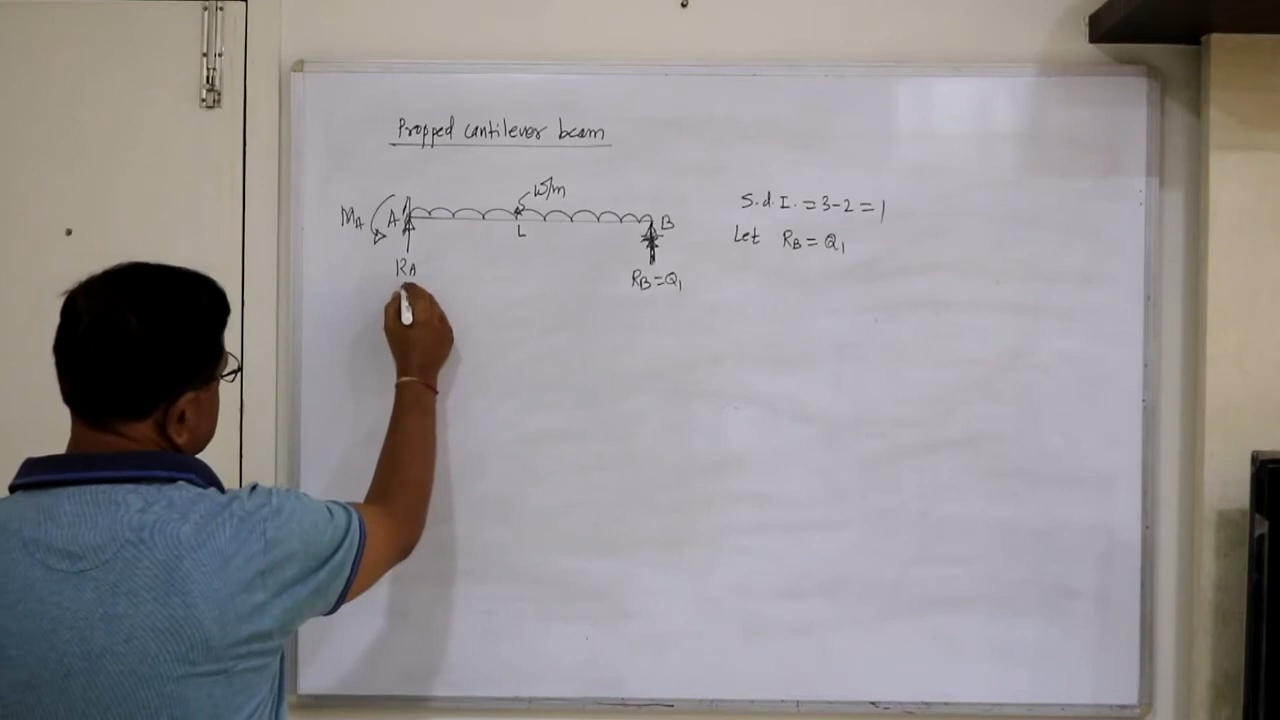 Propped cantilever beam
w/m
MA A B
L
RA
RB=Q1
S.d.I. = 3-2 = 1
Let RB = Q1